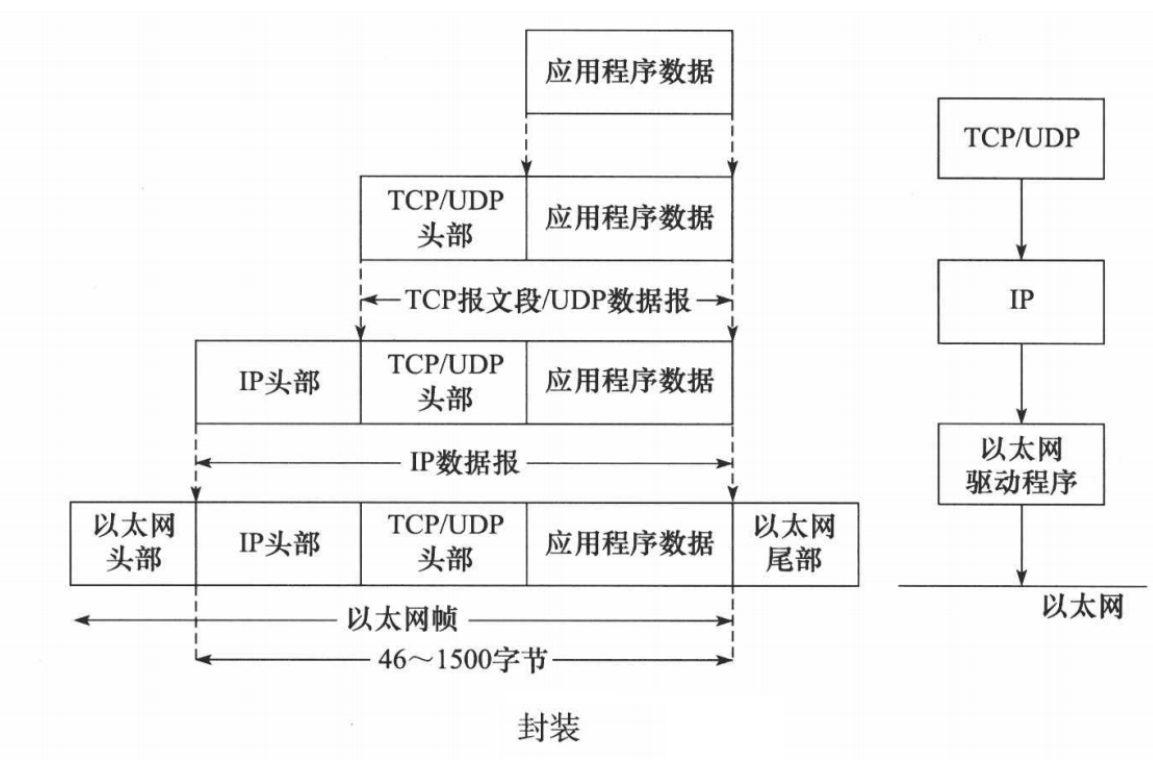 应用程序数据
TCP/UDP
头部
应用程序数据
TCP报文段/UDP数据报
IP头部
TCP/UDP
头部
应用程序数据
IP数据报
以太网
头部
IP头部
TCP/UDP
头部
应用程序数据
以太网
尾部
以太网帧
46～1500字节
TCP/UDP
IP
以太网
驱动程序
以太网
封装